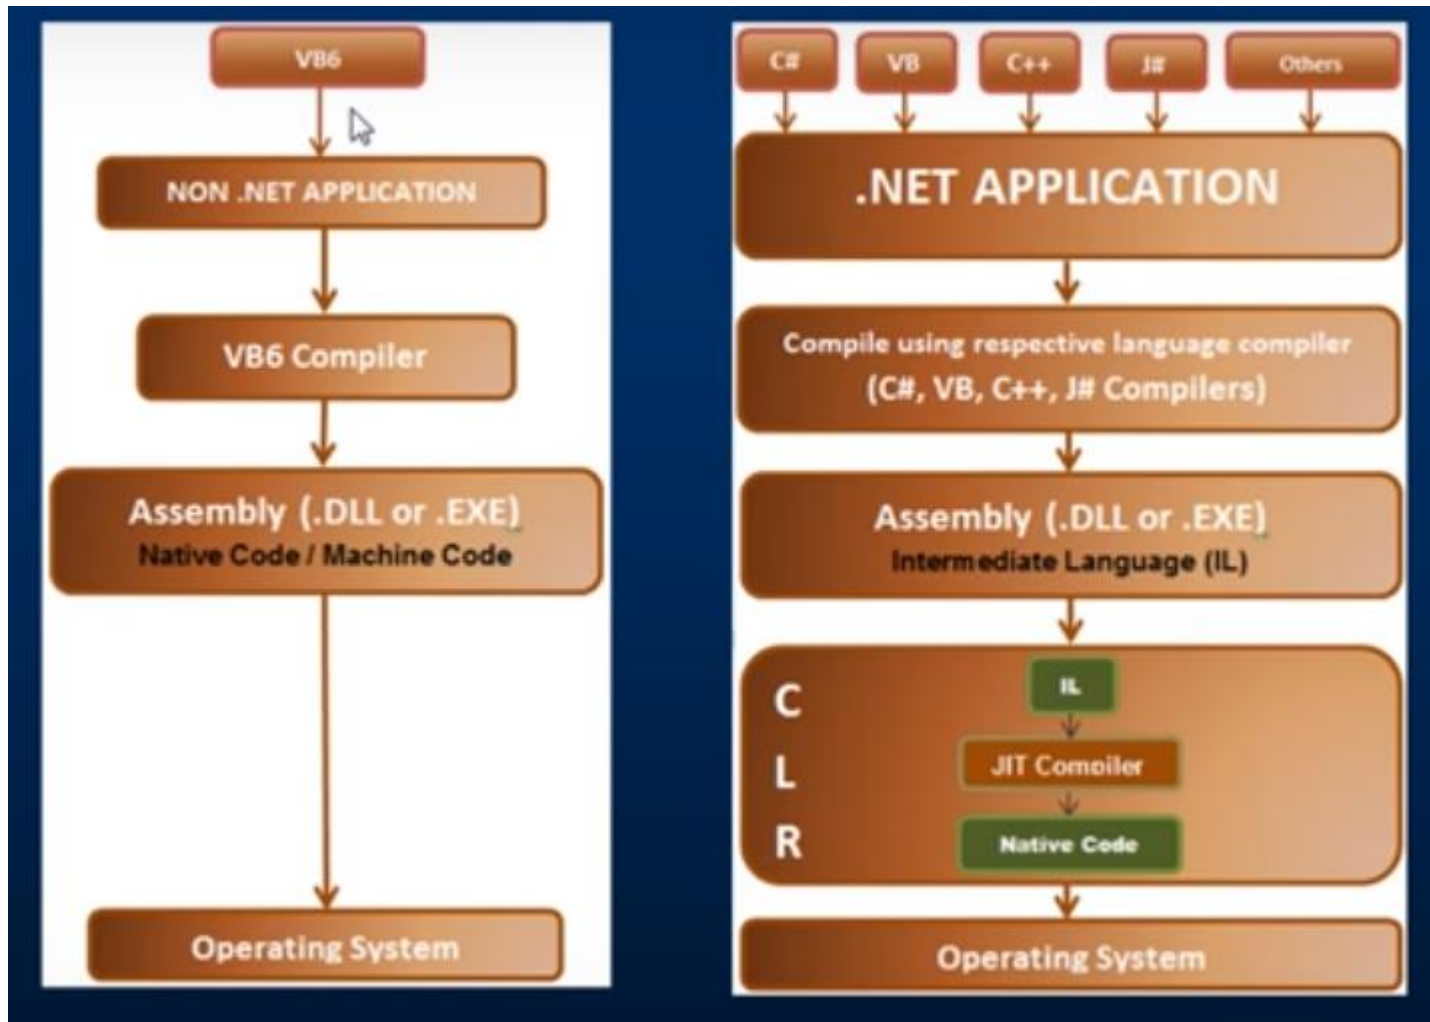 VB6
NON .NET APPLICATION
VB6 Compiler
Assembly (.DLL or .EXE)
Native Code / Machine Code
Operating System
C#
VB
C++
J#
Others
.NET APPLICATION
Compile using respective language compiler
(C#, VB, C++, J# Compilers)
Assembly (.DLL or .EXE)
Intermediate Language (IL)
C
L
R
IL
JIT Compiler
Native Code
Operating System